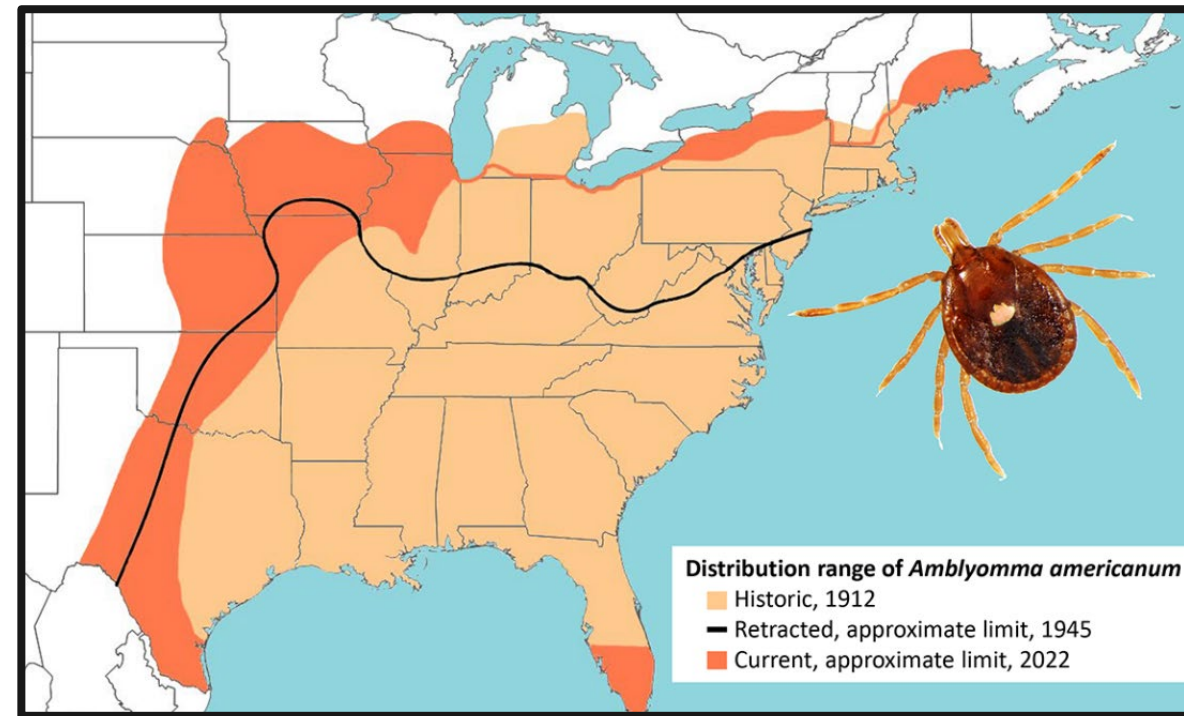 Distribution range of Amblyomma americanum
Historic, 1912
Retracted, approximate limit, 1945
Current, approximate limit, 2022